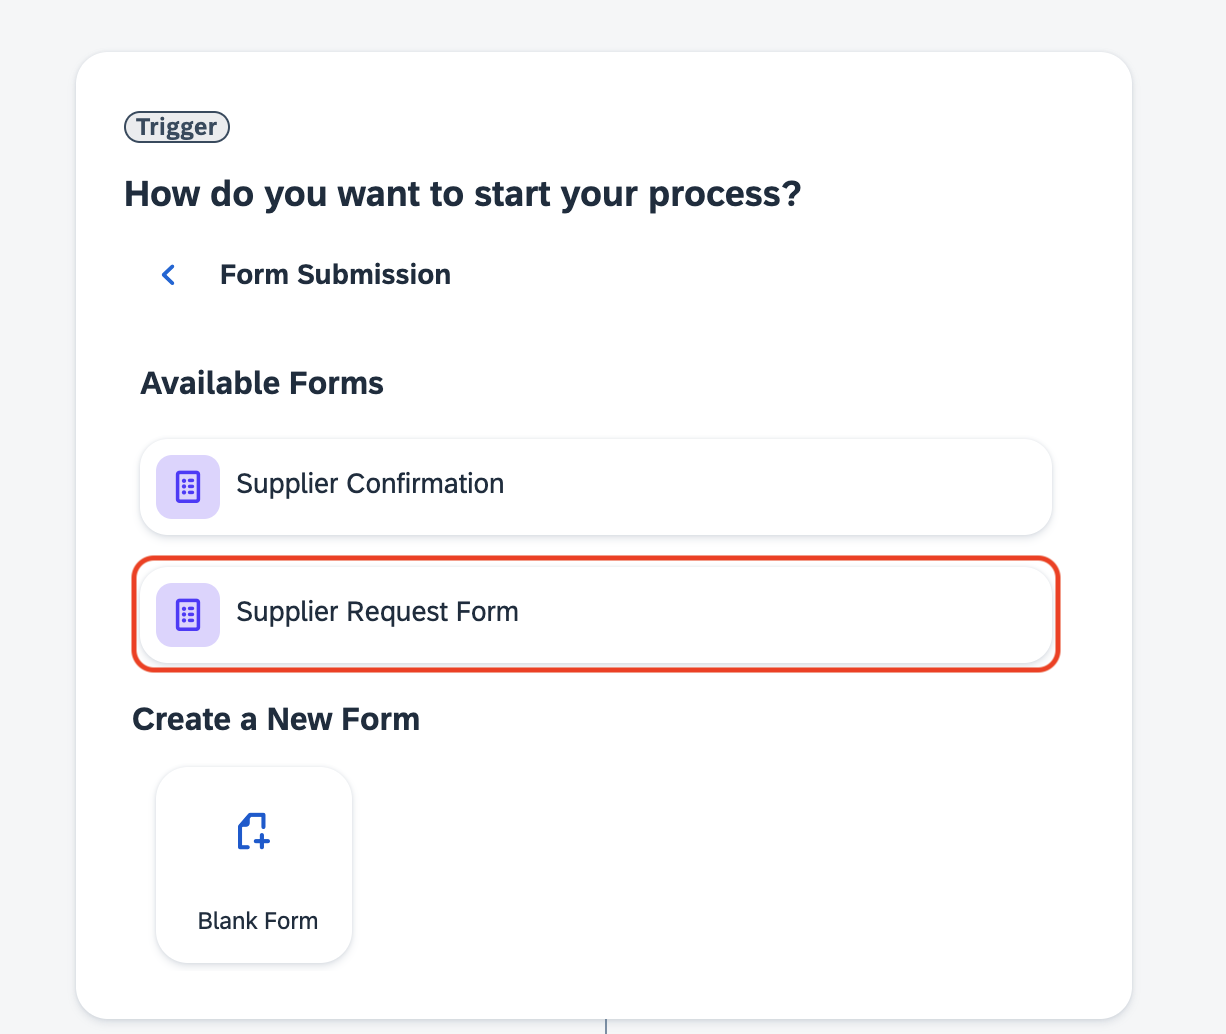 Trigger
How do you want to start your process?
Form Submission
Available Forms
Supplier Confirmation
Supplier Request Form
Create a New Form
Blank Form